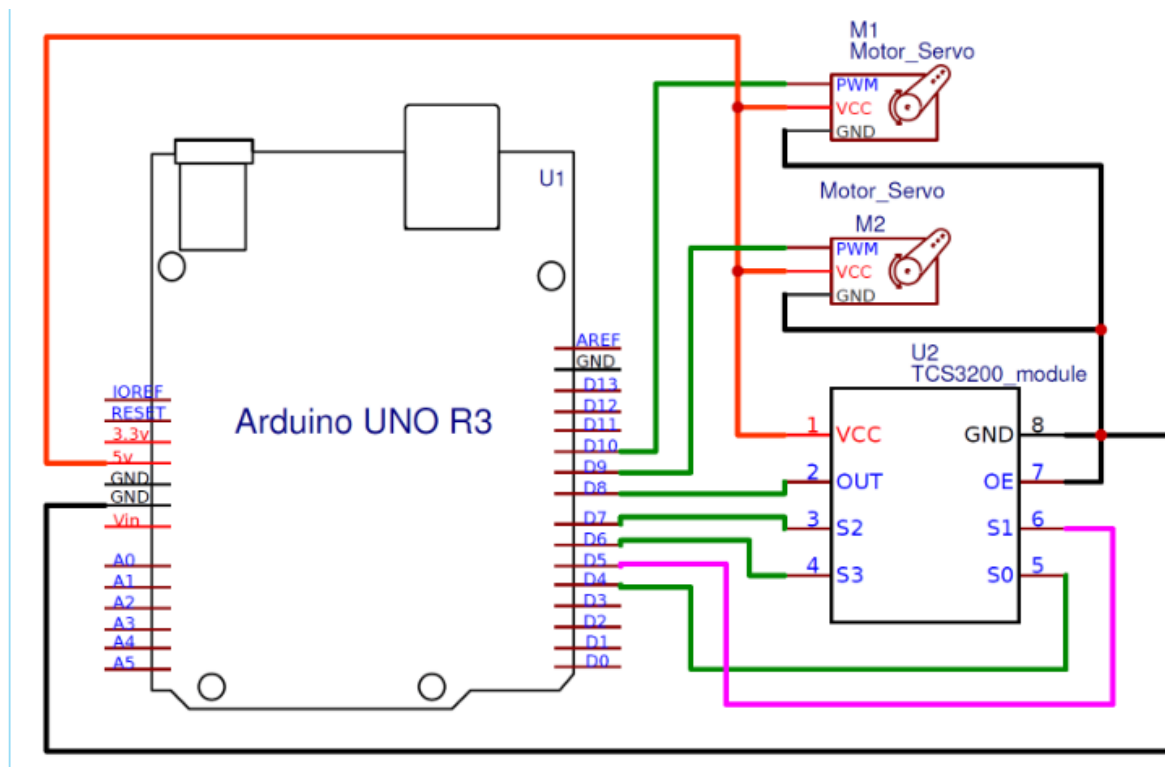 M1
Motor_Servo
PWM
VCC
GND
U1
Motor_Servo
M2
PWM
VCC
GND
U2
TCS3200_module
1 VCC
2 OUT
3 S2
4 S3
GND 8
OE 7
S1 6
S0 5
Arduino UNO R3
IOREF
RESET
3.3v
5v
GND
GND
Vin
A0
A1
A2
A3
A4
A5
AREF
GND
D13
D12
D11
D10
D9
D8
D7
D6
D5
D4
D3
D2
D1
D0